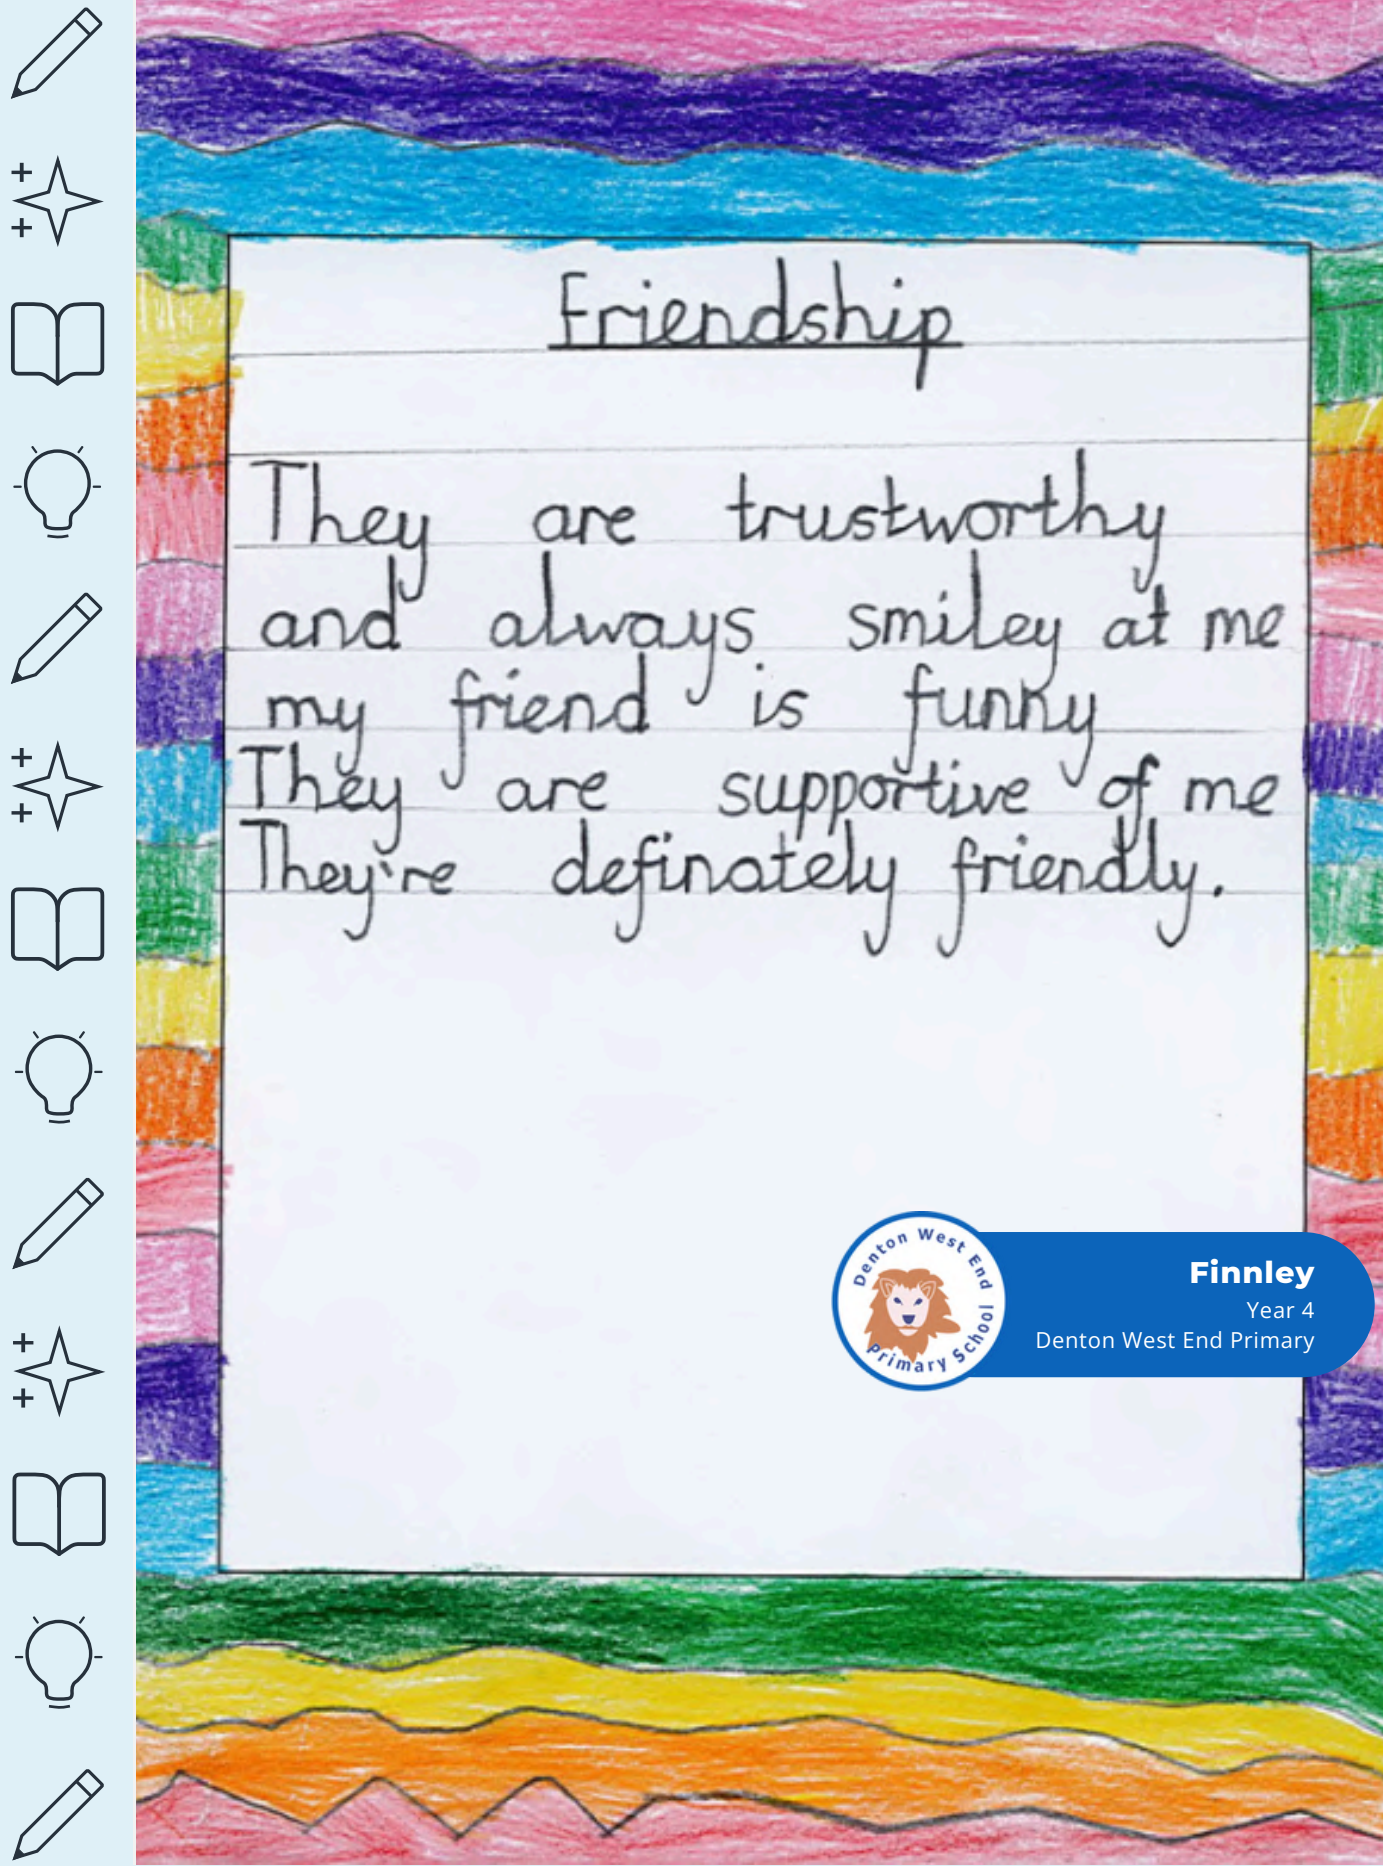 Friendship
They are trustworthy
and always smiley at me
my friend is funny
They are supportive of me
They're definately friendly.
Denton West End
Primary School
Finnley
Year 4
Denton West End Primary